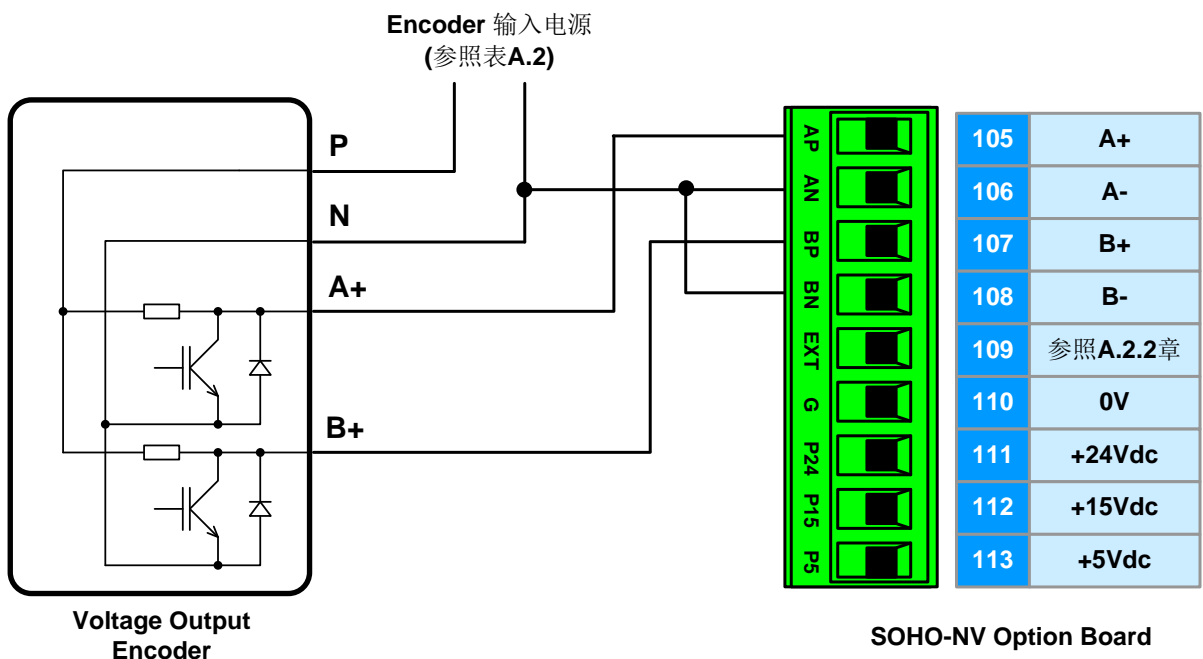 Encoder 输入电源
(参照表A.2)
P
N
A+
B+
Voltage Output
Encoder
AP
AN
BP
BN
EXT
G
P24
P15
P5
105 A+
106 A-
107 B+
108 B-
109 参照A.2.2章
110 0V
111 +24Vdc
112 +15Vdc
113 +5Vdc
SOHO-NV Option Board